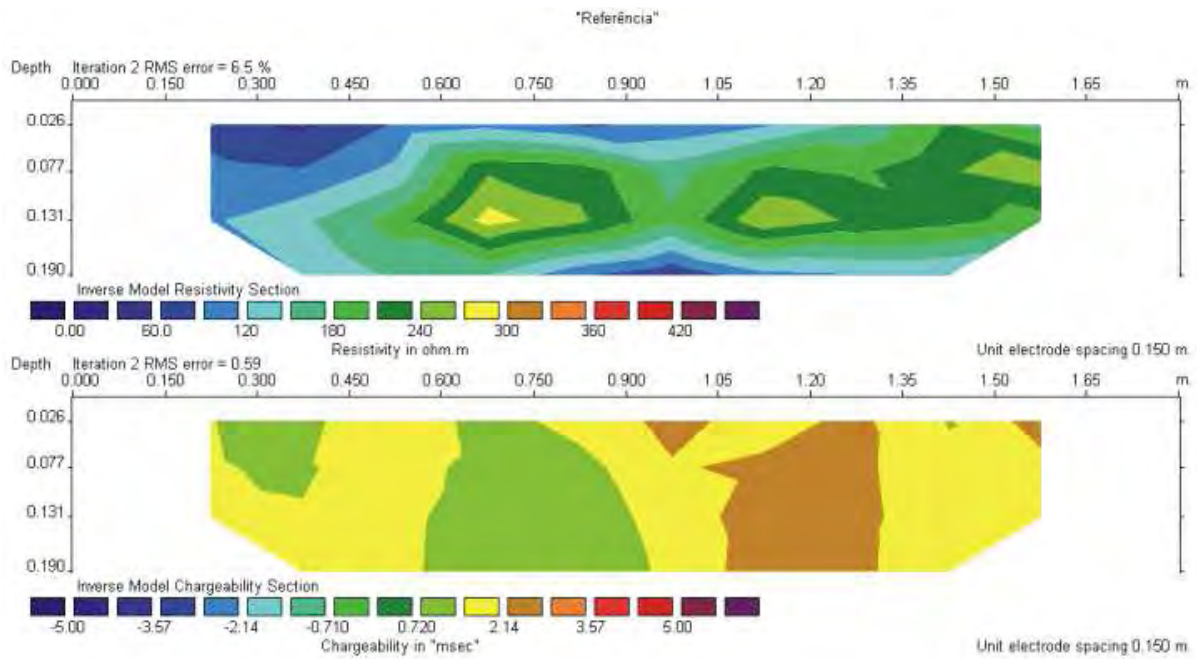 "Referência"
Depth Iteration 2 RMS error = 6.5 %
0.000 0.150 0.300 0.450 0.600 0.750 0.900 1.05 1.20 1.35 1.50 1.65 m.
0.026
0.077
0.131
0.190
Inverse Model Resistivity Section
0.00 60.0 120 180 240 300 360 420
Resistivity in ohm.m
Unit electrode spacing 0.150 m.
Depth Iteration 2 RMS error = 0.59
0.000 0.150 0.300 0.450 0.600 0.750 0.900 1.05 1.20 1.35 1.50 1.65 m.
0.026
0.077
0.131
0.190
Inverse Model Chargeability Section
-5.00 -3.57 -2.14 -0.710 0.720 2.14 3.57 5.00
Chargeability in "msec"
Unit electrode spacing 0.150 m.